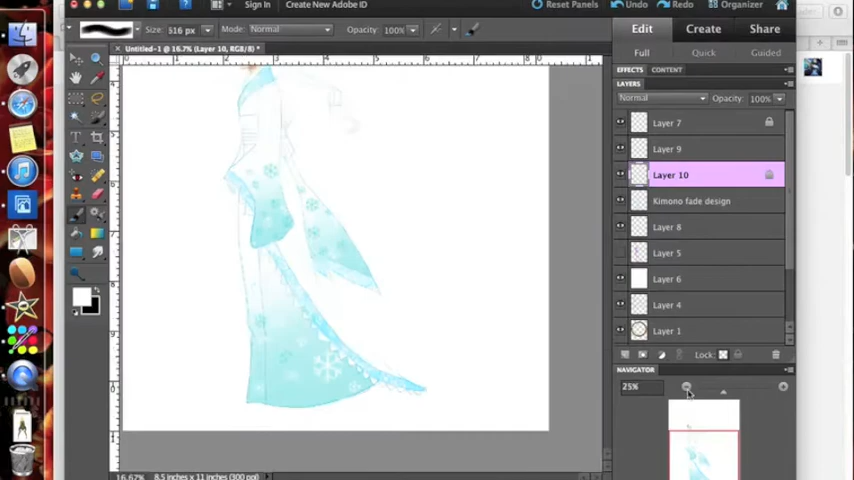 Sign In
Create New Adobe ID
Reset Panels
Undo
Redo
Organizer
Size: 516 px
Mode: Normal
Opacity: 100%
Edit
Create
Share
Full
Quick
Guided
Untitled-1 @ 16.7% (Layer 10, RGB/8) *
EFFECTS
CONTENT
LAYERS
Normal
Opacity: 100%
Layer 7
Layer 9
Layer 10
Kimono fade design
Layer 8
Layer 5
Layer 6
Layer 4
Layer 1
Lock:
NAVIGATOR
25%
16.67%
8.5 inches x 11 inches (300 ppi)